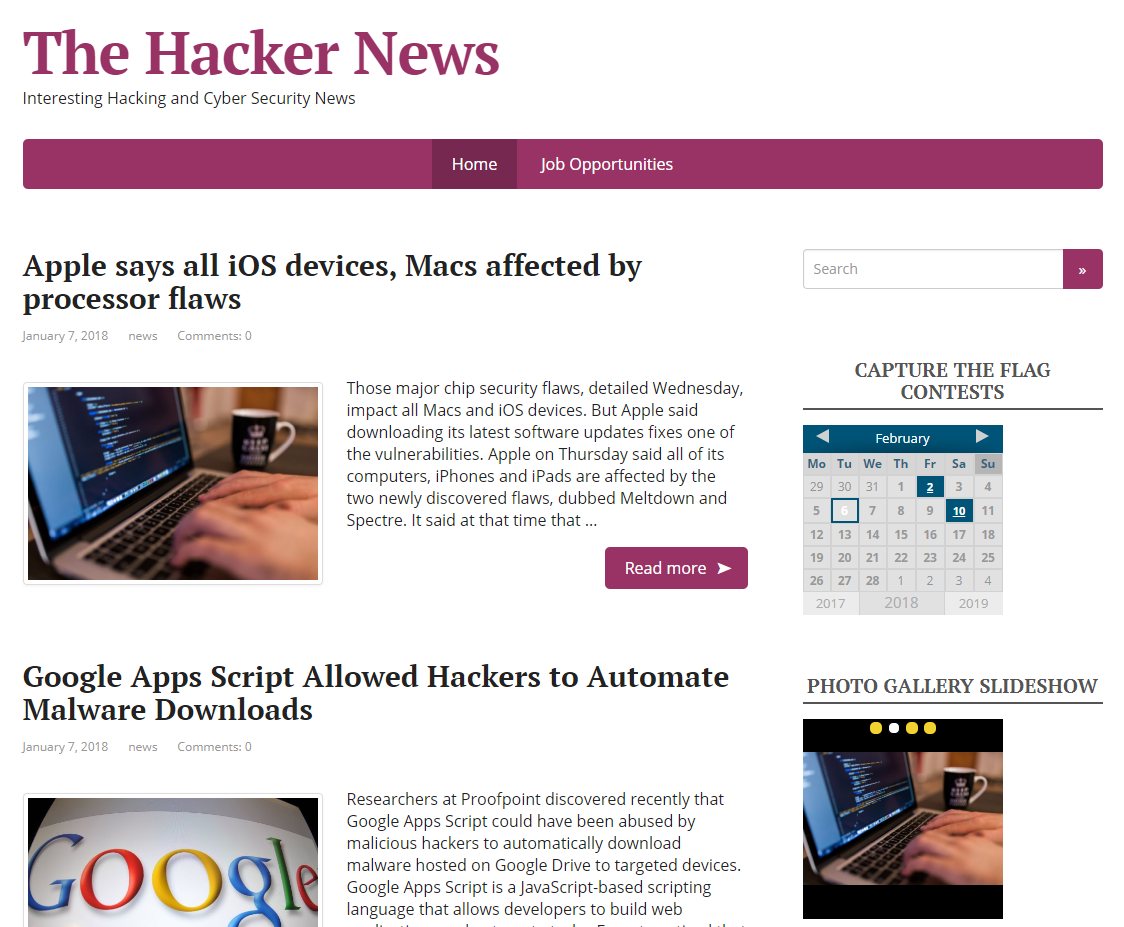 The Hacker News
Interesting Hacking and Cyber Security News
Home Job Opportunities
Apple says all iOS devices, Macs affected by
processor flaws
January 7, 2018 news Comments: 0
Those major chip security flaws, detailed Wednesday,
impact all Macs and iOS devices. But Apple said
downloading its latest software updates fixes one of
the vulnerabilities. Apple on Thursday said all of its
computers, iPhones and iPads are affected by the
two newly discovered flaws, dubbed Meltdown and
Spectre. It said at that time that ...
Read more
Google Apps Script Allowed Hackers to Automate
Malware Downloads
January 7, 2018 news Comments: 0
Google
Researchers at Proofpoint discovered recently that
Google Apps Script could have been abused by
malicious hackers to automatically download
malware hosted on Google Drive to targeted devices.
Google Apps Script is a JavaScript-based scripting
language that allows developers to build web
Search »
CAPTURE THE FLAG
CONTESTS
February
Mo Tu We Th Fr Sa Su
29 30 31 1 2 3 4
5 6 7 8 9 10 11
12 13 14 15 16 17 18
19 20 21 22 23 24 25
26 27 28 1 2 3 4
2017 2018 2019
PHOTO GALLERY SLIDESHOW